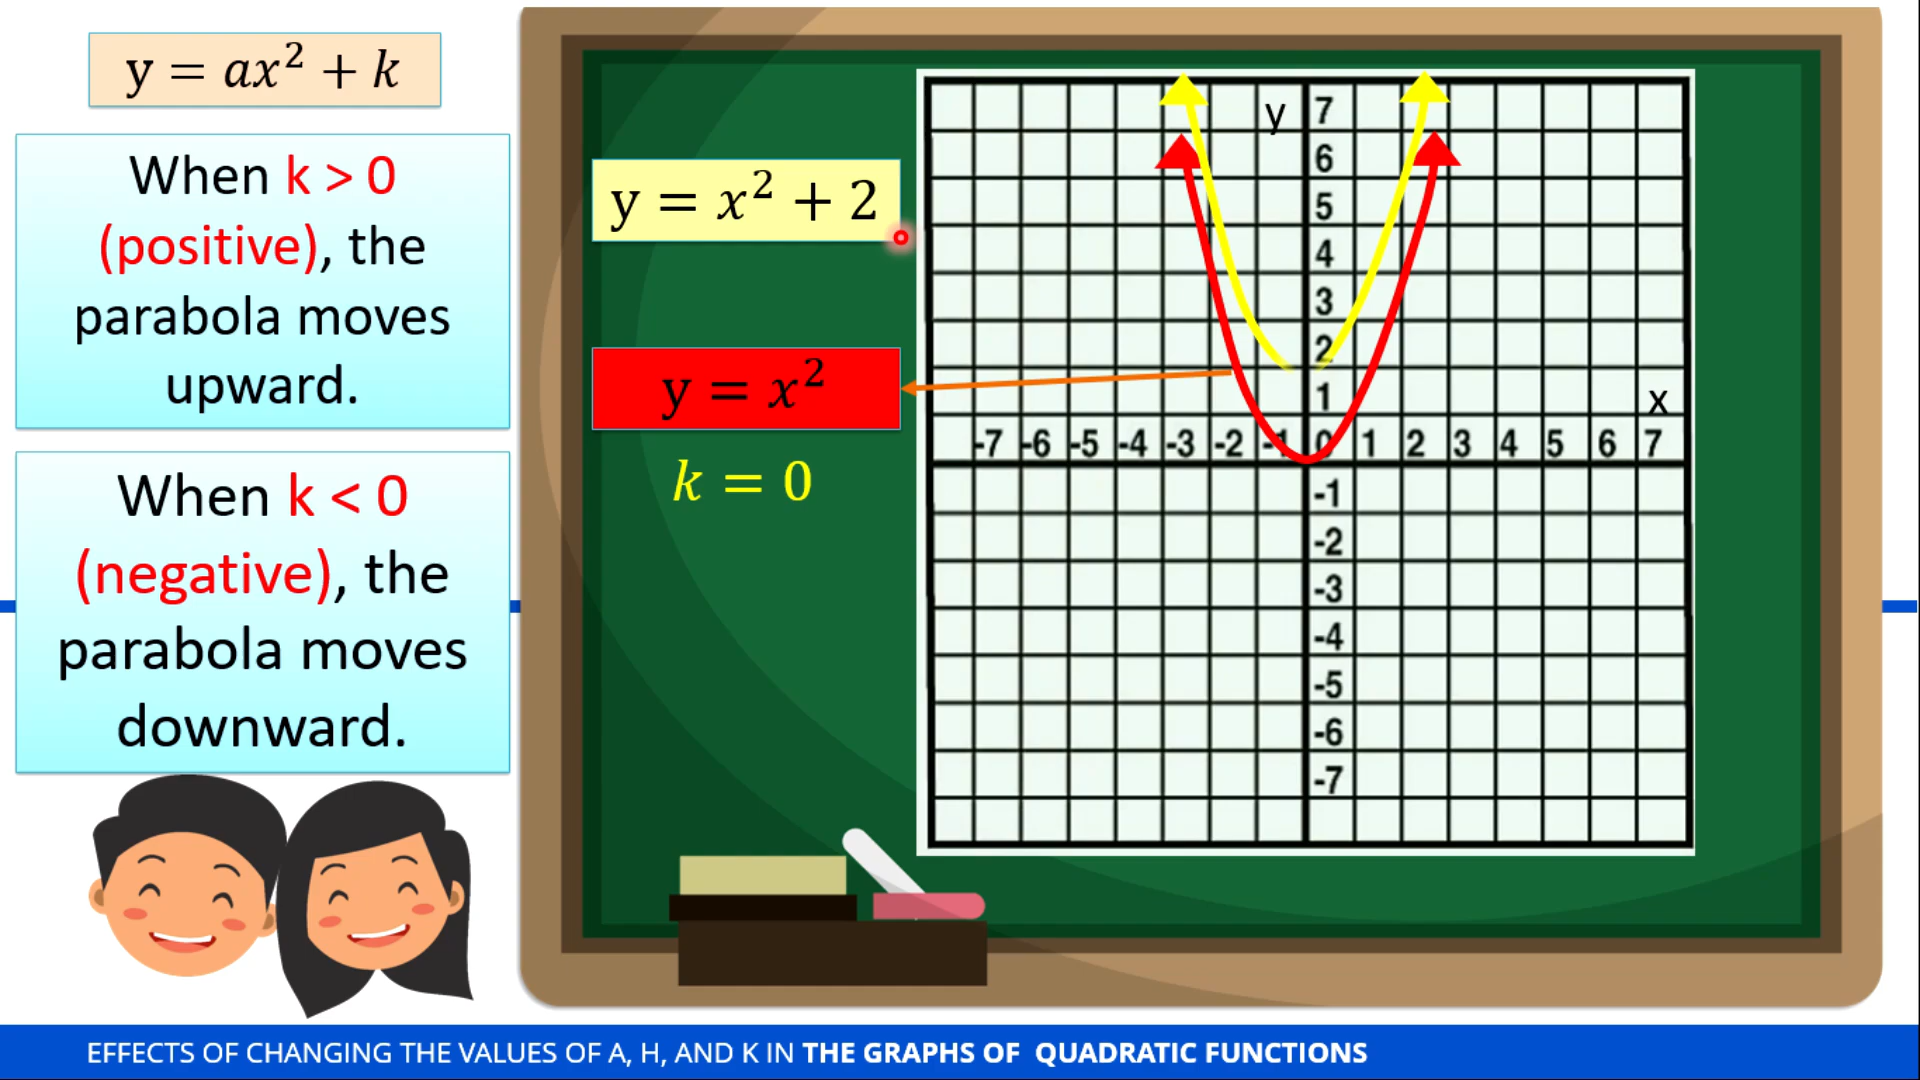 y = ax² + k
When k > 0
(positive), the
parabola moves
upward.
When k < 0
(negative), the
parabola moves
downward.
y = x² + 2
y = x²
k = 0
y
7
6
5
4
3
2
1
x
-7 -6 -5 -4 -3 -2 -1 0 1 2 3 4 5 6 7
-1
-2
-3
-4
-5
-6
-7
EFFECTS OF CHANGING THE VALUES OF A, H, AND K IN THE GRAPHS OF QUADRATIC FUNCTIONS